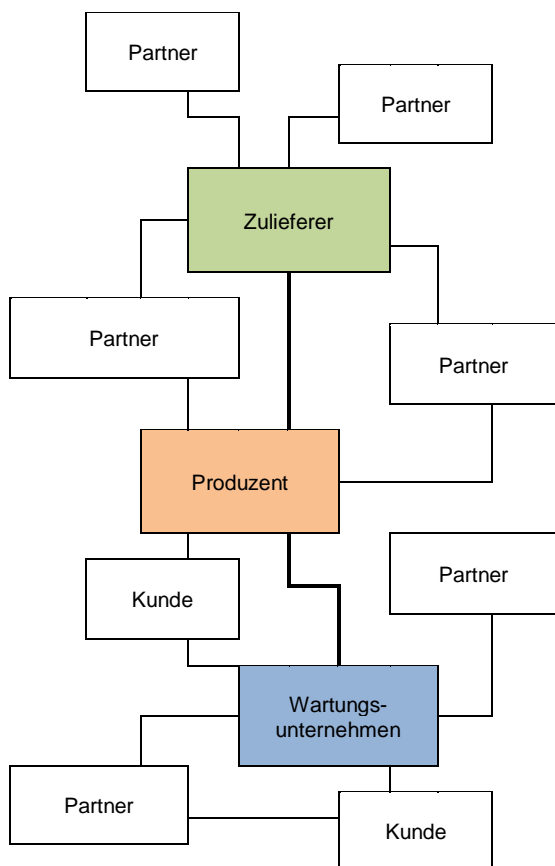 Partner
Partner
Zulieferer
Partner
Partner
Produzent
Partner
Kunde
Wartungs-
unternehmen
Partner
Kunde